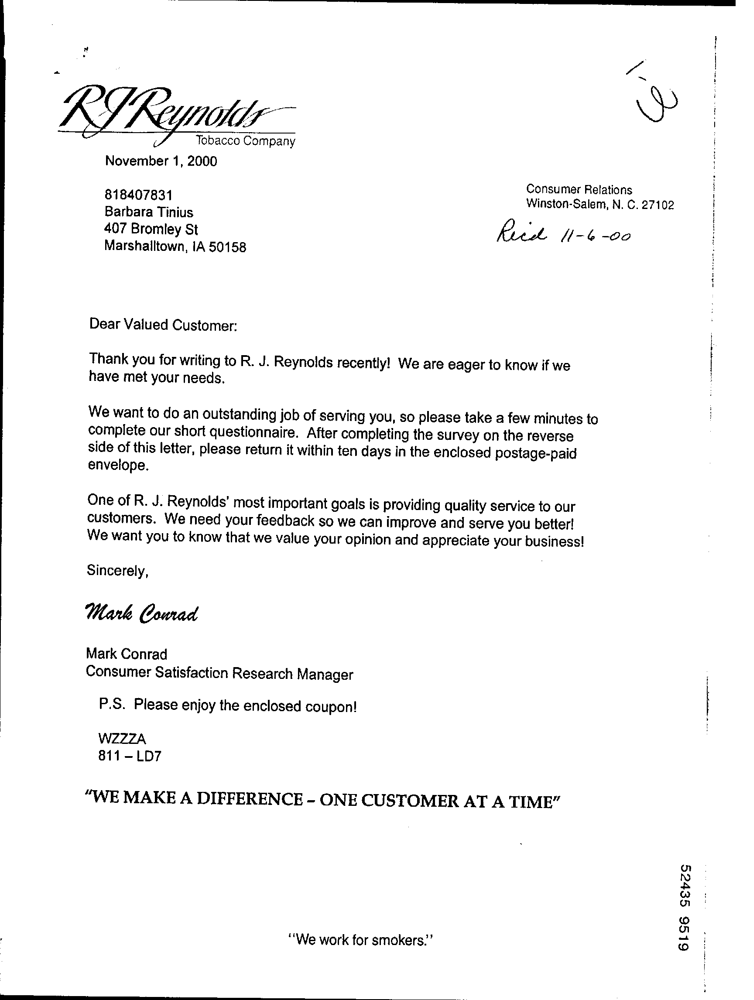 RJReynolds
Tobacco Company
November 1, 2000
818407831
Barbara Tinius
407 Bromley St
Marshalltown, IA 50158
Consumer Relations
Winston-Salem, N. C. 27102
Recd 11-6-00
Dear Valued Customer:
Thank you for writing to R. J. Reynolds recently! We are eager to know if we
have met your needs.
We want to do an outstanding job of serving you, so please take a few minutes to
complete our short questionnaire. After completing the survey on the reverse
side of this letter, please return it within ten days in the enclosed postage-paid
envelope.
One of R. J. Reynolds' most important goals is providing quality service to our
customers. We need your feedback so we can improve and serve you better!
We want you to know that we value your opinion and appreciate your business!
Sincerely,
Mark Conrad
Mark Conrad
Consumer Satisfaction Research Manager
P.S. Please enjoy the enclosed coupon!
WZZZA
811 – LD7
"WE MAKE A DIFFERENCE – ONE CUSTOMER AT A TIME"
52435 9519
"We work for smokers."